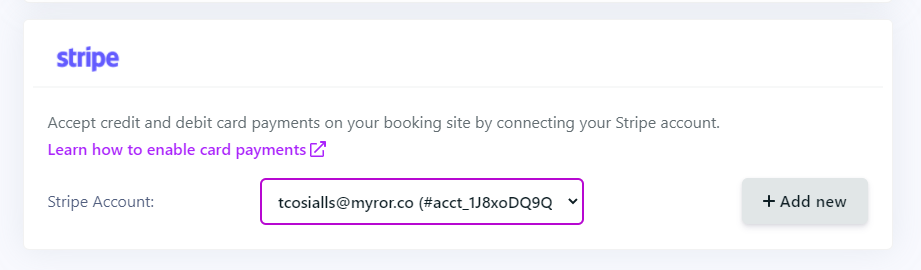 stripe
Accept credit and debit card payments on your booking site by connecting your Stripe account.
Learn how to enable card payments
Stripe Account:
tcosialls@myror.co (#acct_1J8xoDQ9Q
+ Add new